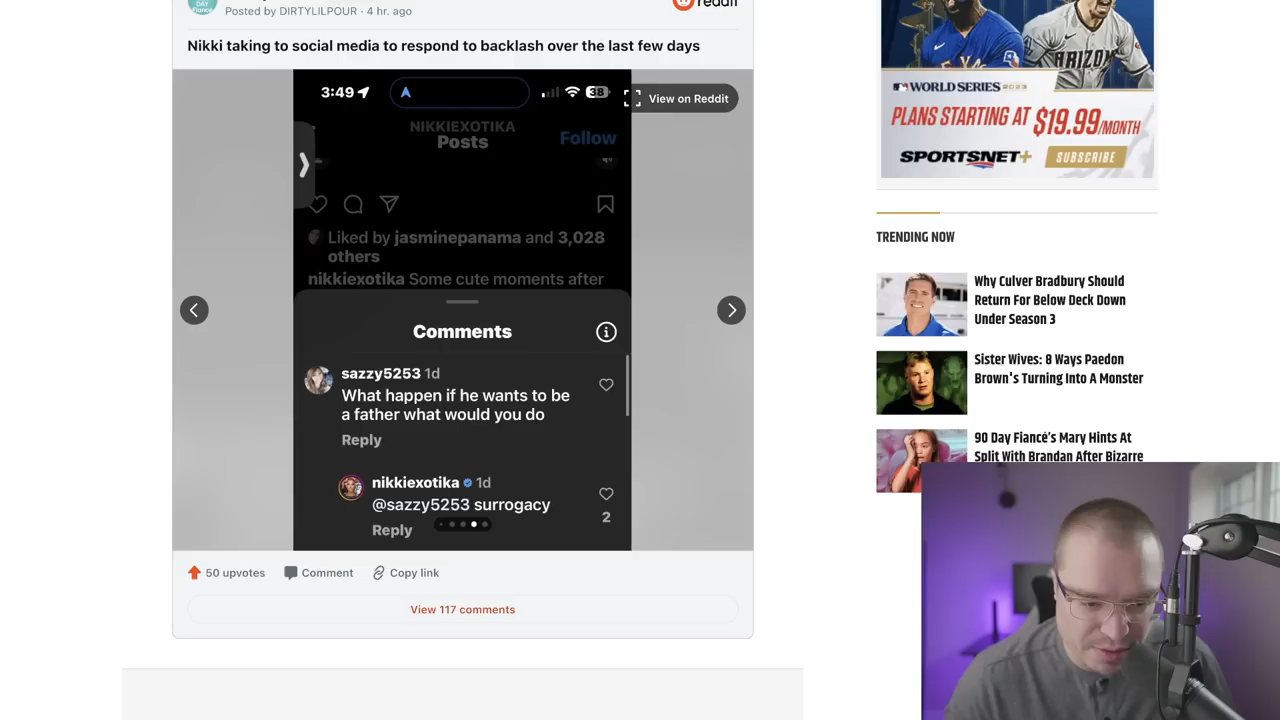 DAY
Posted by DIRTYLILPOUR · 4 hr. ago
reddit
Nikki taking to social media to respond to backlash over the last few days
3:49
38
View on Reddit
NIKKIEXOTIKA
Posts
Follow
Liked by jasminepanama and 3,028
others
nikkiexotika Some cute moments after
Comments
sazzy5253 1d
What happen if he wants to be
a father what would you do
Reply
nikkiexotika 1d
@sazzy5253 surrogacy
2
Reply
50 upvotes
Comment
Copy link
View 117 comments
TEXAS
ARIZON
WORLD SERIES 2023
PLANS STARTING AT $19.99/MONTH
SPORTSNET+
SUBSCRIBE
TRENDING NOW
Why Culver Bradbury Should
Return For Below Deck Down
Under Season 3
Sister Wives: 8 Ways Paedon
Brown's Turning Into A Monster
90 Day Fiancé's Mary Hints At
Split With Brandan After Bizarre